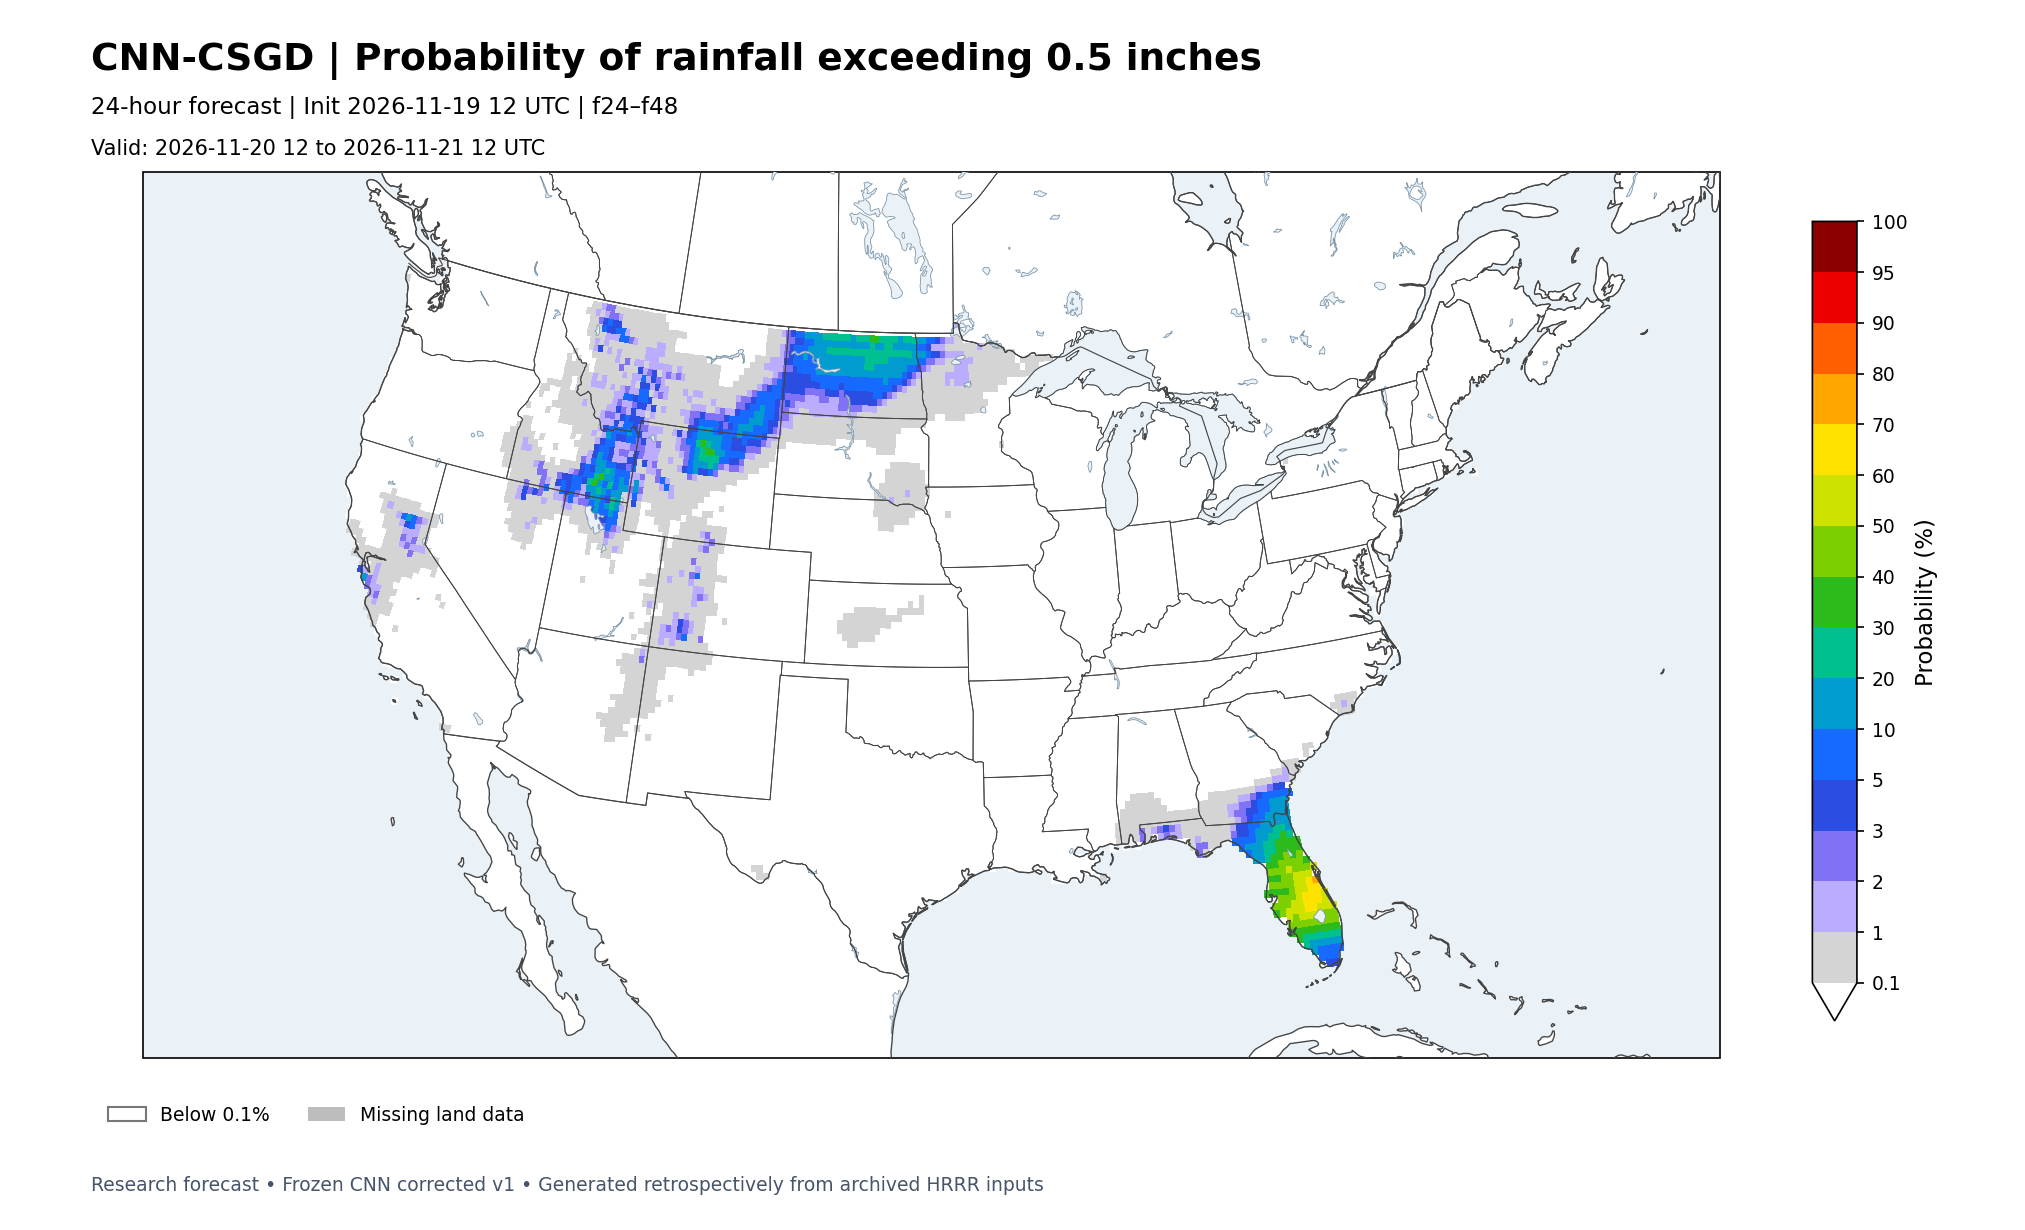 CNN-CSGD | Probability of rainfall exceeding 0.5 inches
24-hour forecast | Init 2026-11-19 12 UTC | f24–f48
Valid: 2026-11-20 12 to 2026-11-21 12 UTC
100
95
90
80
70
60
50
40
30
20
10
5
3
2
1
0.1
Probability (%)
Below 0.1%
Missing land data
Research forecast • Frozen CNN corrected v1 • Generated retrospectively from archived HRRR inputs